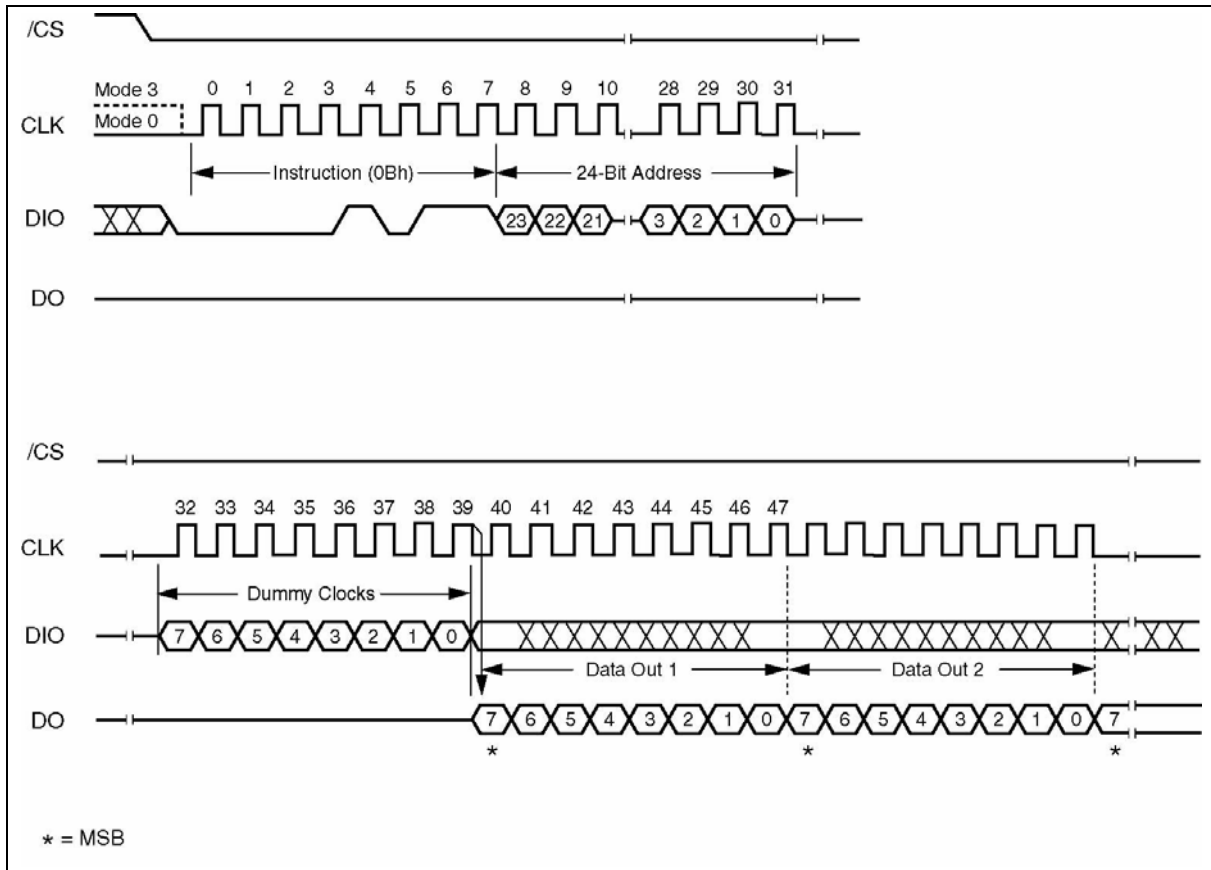 /CS
Mode 3 0 1 2 3 4 5 6 7 8 9 10 28 29 30 31
CLK Mode 0
Instruction (0Bh) 24-Bit Address
DIO 23 22 21 3 2 1 0
DO
/CS
32 33 34 35 36 37 38 39 40 41 42 43 44 45 46 47
CLK
Dummy Clocks
DIO 7 6 5 4 3 2 1 0
Data Out 1 Data Out 2
DO 7 6 5 4 3 2 1 0 7 6 5 4 3 2 1 0 7
* * *
* = MSB